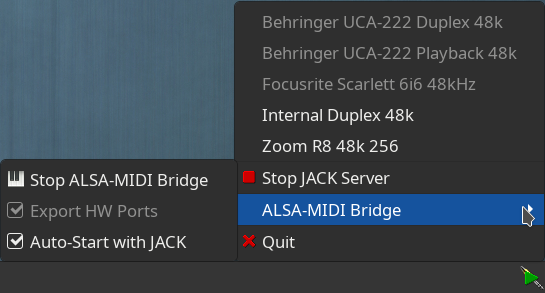 Behringer UCA-222 Duplex 48k
Behringer UCA-222 Playback 48k
Focusrite Scarlett 6i6 48kHz
Internal Duplex 48k
Zoom R8 48k 256
Stop JACK Server
ALSA-MIDI Bridge
Quit
Stop ALSA-MIDI Bridge
Export HW Ports
Auto-Start with JACK